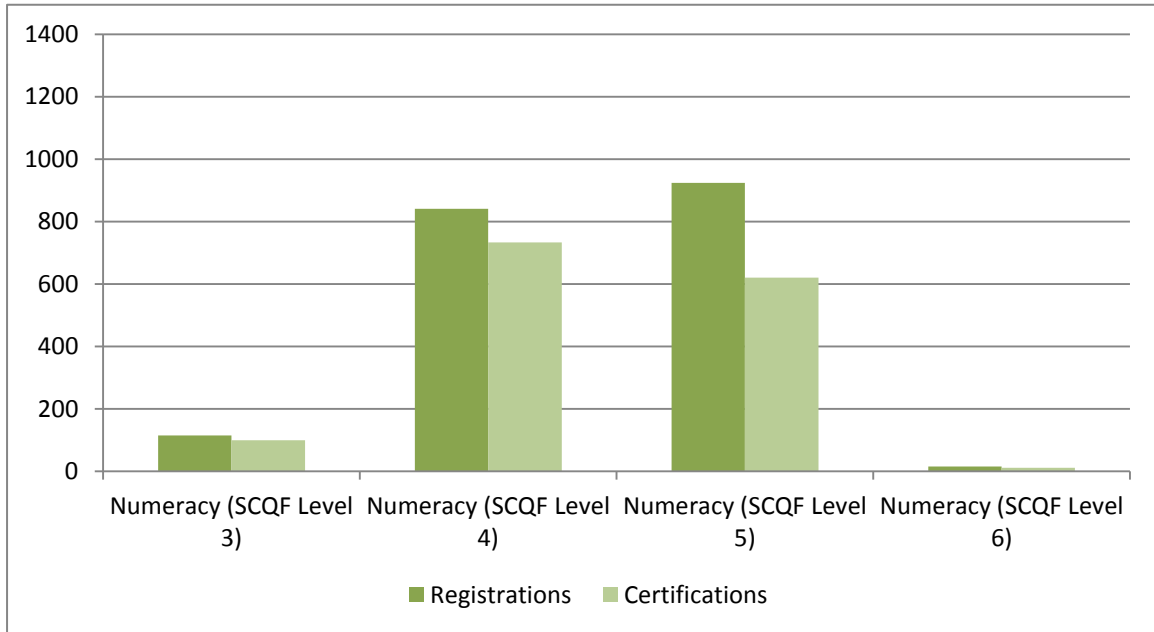 1400
1200
1000
800
600
400
200
0
Numeracy (SCQF Level 3)
Numeracy (SCQF Level 4)
Numeracy (SCQF Level 5)
Numeracy (SCQF Level 6)
Registrations Certifications